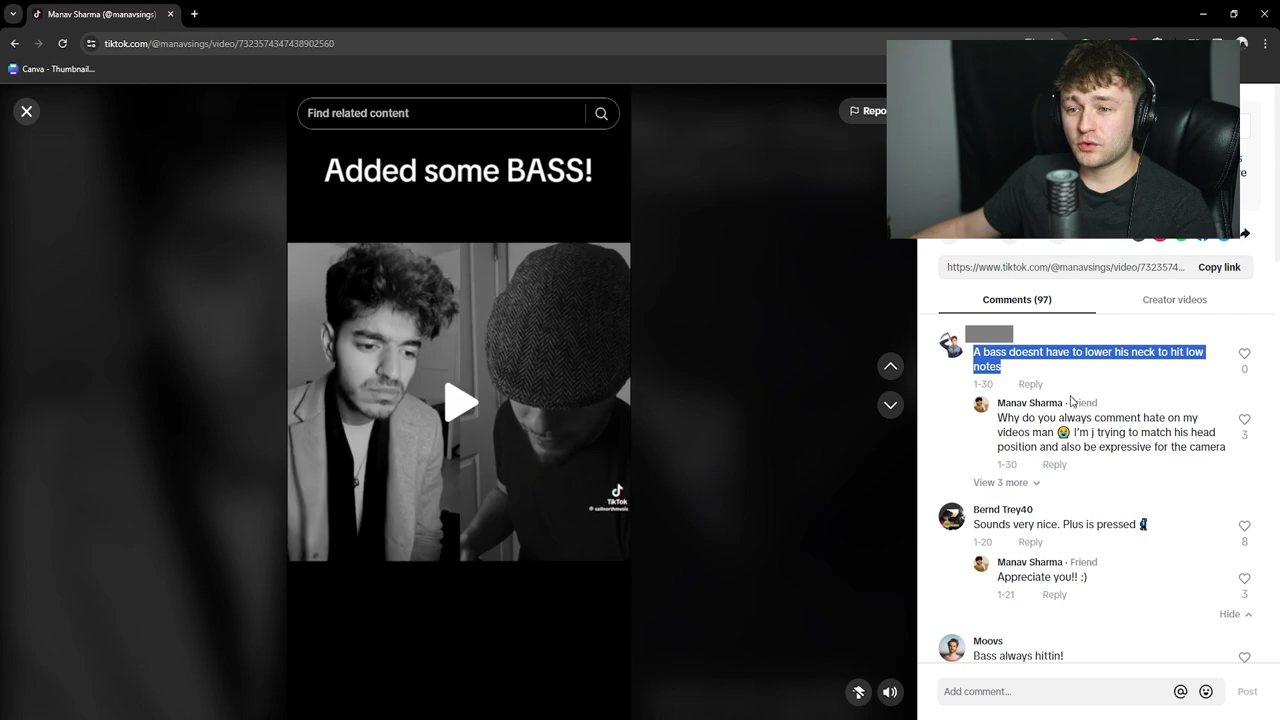 Manav Sharma (@manavsings)
tiktok.com/@manavsings/video/7323574347438902560
Canva - Thumbnail...
Find related content
Repo
Added some BASS!
TikTok
https://www.tiktok.com/@manavsings/video/7323574...
Copy link
Comments (97)
Creator videos
A bass doesnt have to lower his neck to hit low
notes
0
1-30 Reply
Manav Sharma · Friend
Why do you always comment hate on my
videos man 😭 I'm j trying to match his head
position and also be expressive for the camera
3
1-30 Reply
View 3 more
Bernd Trey40
Sounds very nice. Plus is pressed
8
1-20 Reply
Manav Sharma · Friend
Appreciate you!! :)
3
1-21 Reply
Hide
Moovs
Bass always hittin!
Add comment...
Post